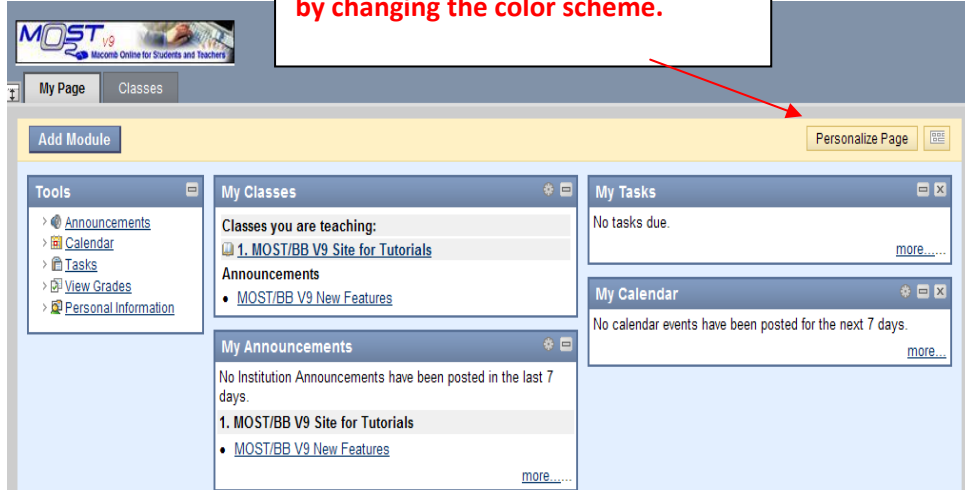 by changing the color scheme.
MOST v9
Macomb Online for Students and Teachers
My Page
Classes
Add Module
Personalize Page
Tools
Announcements
Calendar
Tasks
View Grades
Personal Information
My Classes
Classes you are teaching:
1. MOST/BB V9 Site for Tutorials
Announcements
• MOST/BB V9 New Features
My Announcements
No Institution Announcements have been posted in the last 7
days.
1. MOST/BB V9 Site for Tutorials
• MOST/BB V9 New Features
more......
My Tasks
No tasks due.
more......
My Calendar
No calendar events have been posted for the next 7 days.
more...